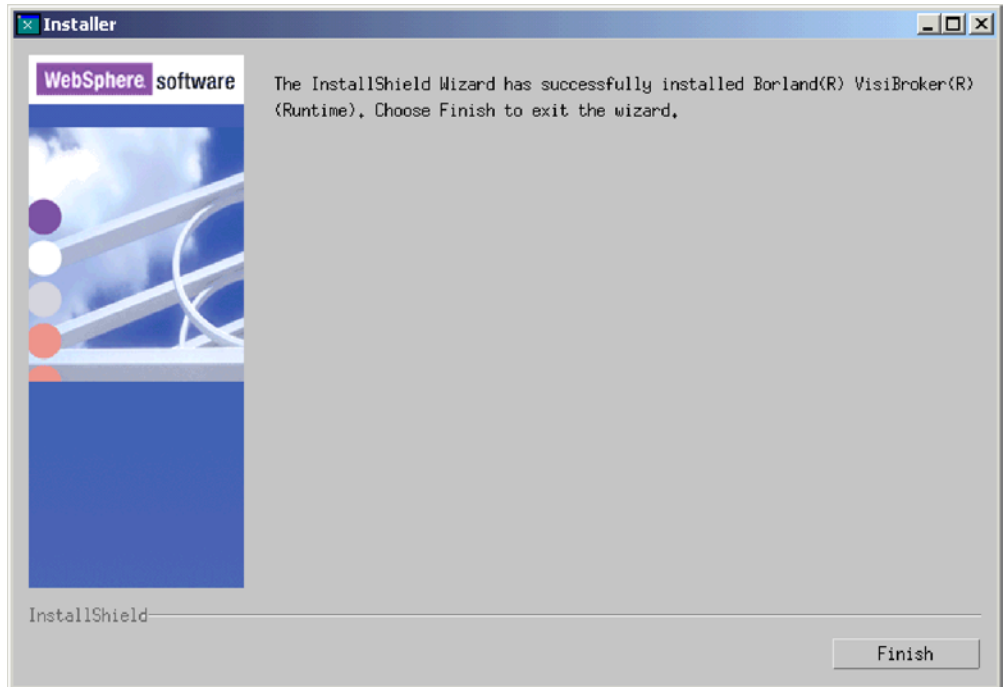 Installer
WebSphere software
The InstallShield Wizard has successfully installed Borland(R) VisiBroker(R)
(Runtime). Choose Finish to exit the wizard.
InstallShield
Finish